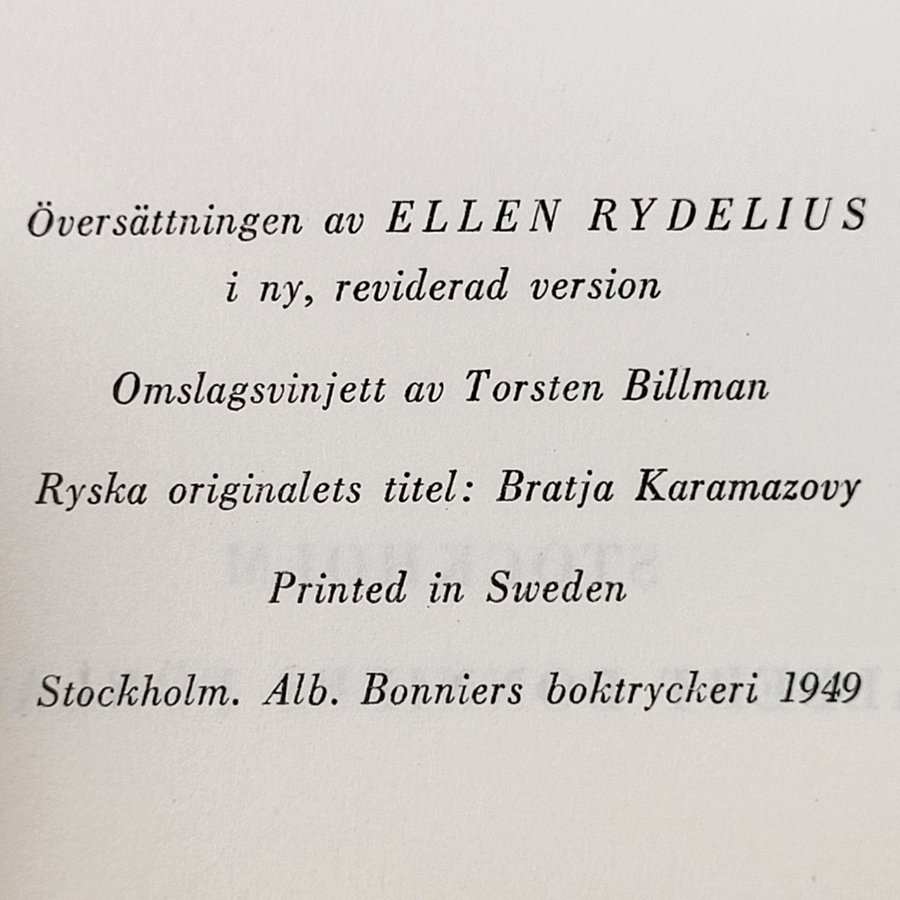 Översättningen av ELLEN RYDELIUS
i ny, reviderad version
Omslagsvinjett av Torsten Billman
Ryska originalets titel: Bratja Karamazovy
Printed in Sweden
Stockholm. Alb. Bonniers boktryckeri 1949
STOCKHOLM